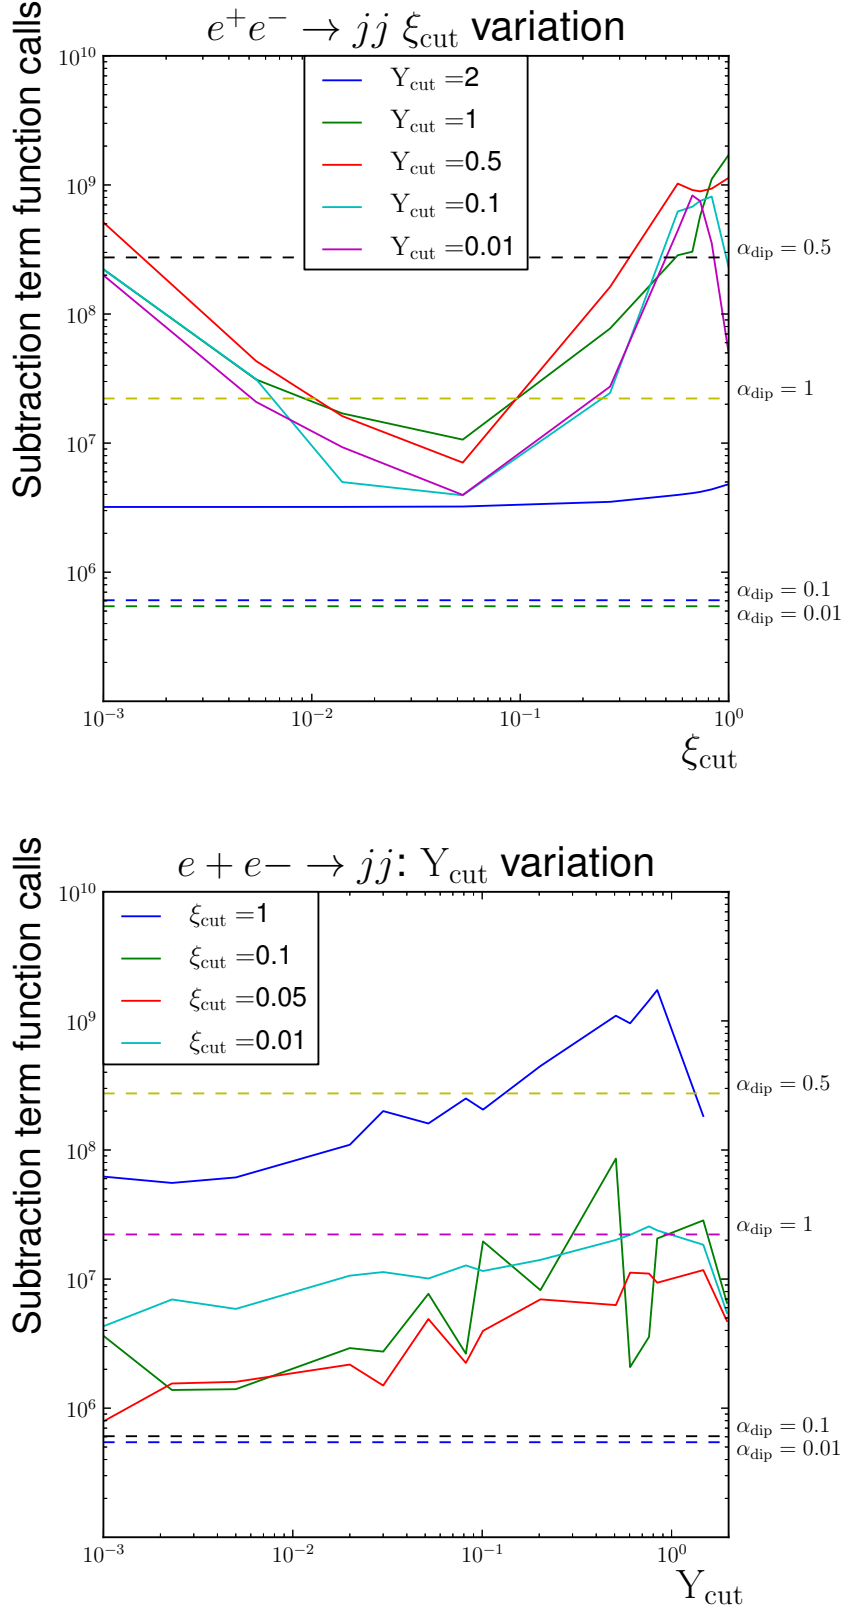 e⁺e⁻ → jj ξcut variation
Subtraction term function calls
10¹⁰
10⁹
10⁸
10⁷
10⁶
Ycut =2
Ycut =1
Ycut =0.5
Ycut =0.1
Ycut =0.01
αdip = 0.5
αdip = 1
αdip = 0.1
αdip = 0.01
10⁻³ 10⁻² 10⁻¹ 10⁰
ξcut
e + e− → jj: Ycut variation
Subtraction term function calls
10¹⁰
10⁹
10⁸
10⁷
10⁶
ξcut =1
ξcut =0.1
ξcut =0.05
ξcut =0.01
αdip = 0.5
αdip = 1
αdip = 0.1
αdip = 0.01
10⁻³ 10⁻² 10⁻¹ 10⁰
Ycut